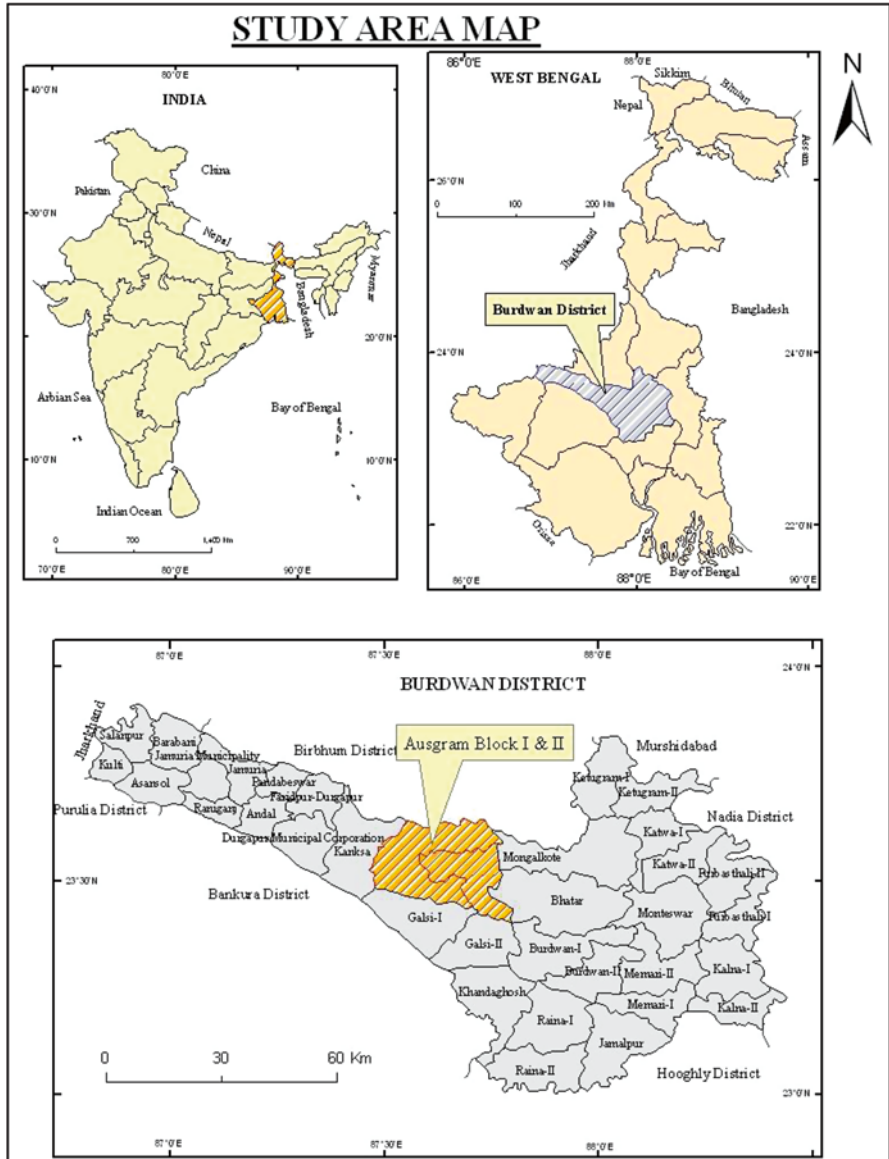 STUDY AREA MAP
N
80°0'0"E
40°0'N
INDIA
China
Pakistan
30°0'N
30°0'N
Nepal
Myanmar
Bangladesh
20°0'N
Arbian Sea
Bay of Bengal
10°0'N
10°0'N
Indian Ocean
0
700
1,400 Km
70°0'E
80°0'E
90°0'E
86°0'E
88°0'E
WEST BENGAL
Sikkim
Nepal
Bhutan
Assam
26°0'N
0
100
200 Km
Jharkhand
Bangladesh
Burdwan District
24°0'N
24°0'N
Orissa
22°0'N
Bay of Bengal
86°0'E
88°0'E
90°0'E
87°0'E
87°30'E
88°0'E
24°0'N
BURDWAN DISTRICT
Jharkhand
Salanpur
Barabani
Jamuria Municipality
Kulti
Jamuria
Asansol
Pandabeswar
Faridpur-Durgapur
Raniganj
Andal
Purulia District
Durgapur Municipal Corporation
Kanksa
Birbhum District
Ausgram Block I & II
Murshidabad
Ketugram-I
Ketugram-II
Nadia District
Katwa-I
Mongalkote
Katwa-II
Purbasthali-II
23°30'N
Bankura District
Bhatar
Monteswar
Purbasthali-I
Galsi-I
Galsi-II
Burdwan-I
Burdwan-II
Memari-II
Kalna-I
Khandaghosh
Memari-I
Kalna-II
Raina-I
Jamalpur
Raina-II
Hooghly District
0
30
60 Km
23°0'N
87°0'E
87°30'E
88°0'E